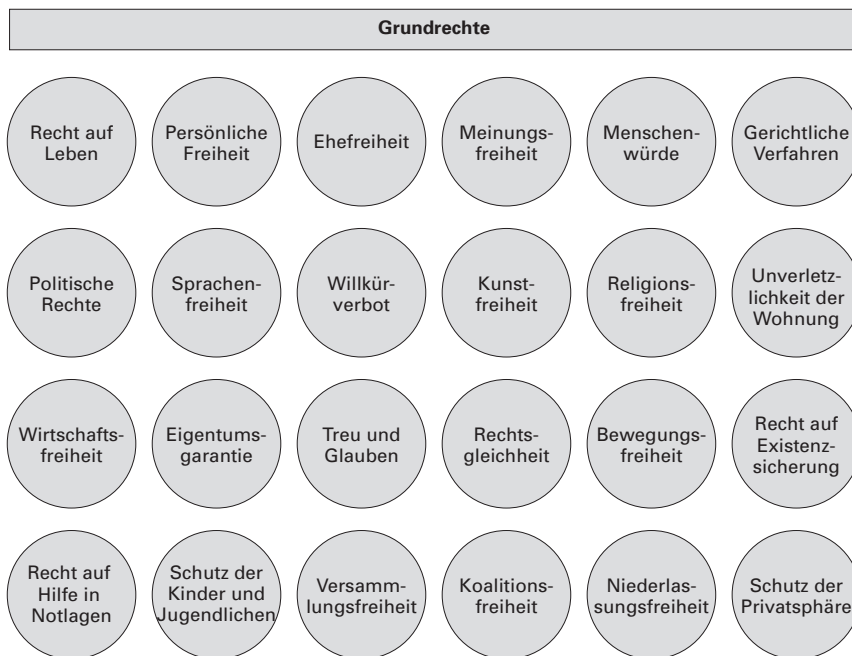 Grundrechte
Recht auf
Leben
Persönliche
Freiheit
Ehefreiheit
Meinungs-
freiheit
Menschen-
würde
Gerichtliche
Verfahren
Politische
Rechte
Sprachen-
freiheit
Willkür-
verbot
Kunst-
freiheit
Religions-
freiheit
Unverletz-
lichkeit der
Wohnung
Wirtschafts-
freiheit
Eigentums-
garantie
Treu und
Glauben
Rechts-
gleichheit
Bewegungs-
freiheit
Recht auf
Existenz-
sicherung
Recht auf
Hilfe in
Notlagen
Schutz der
Kinder und
Jugendlichen
Versamm-
lungsfreiheit
Koalitions-
freiheit
Niederlas-
sungsfreiheit
Schutz der
Privatsphäre